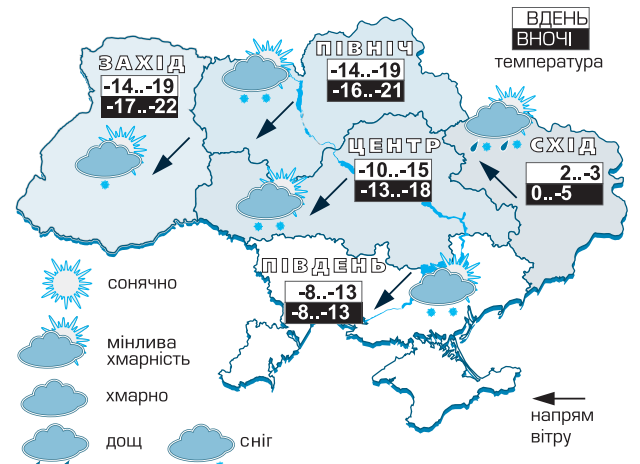 ВДЕНЬ
ВНОЧІ
температура
ЗАХІД
-14..-19
-17..-22
ПІВНІЧ
-14..-19
-16..-21
ЦЕНТР
-10..-15
-13..-18
СХІД
2..-3
0..-5
ПІВДЕНЬ
-8..-13
-8..-13
сонячно
мінлива
хмарність
хмарно
дощ
сніг
напрям
вітру